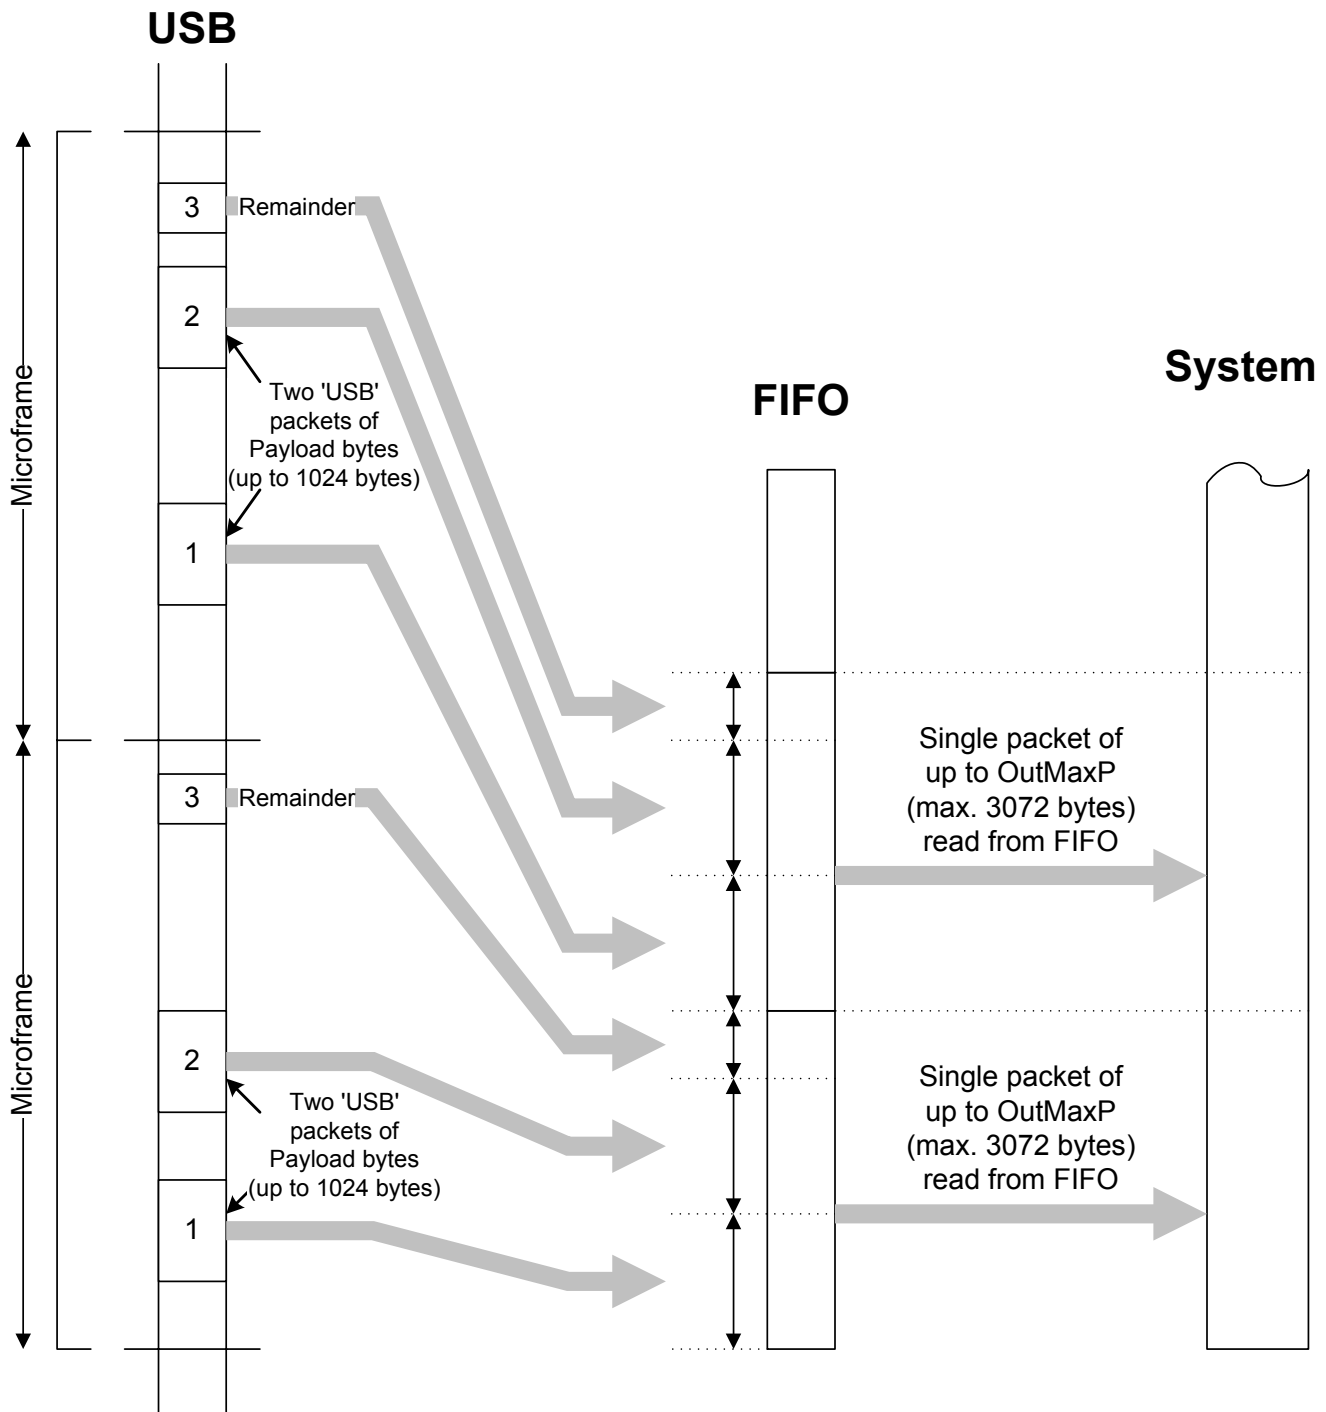 USB
3
Remainder
2
Microframe
Two 'USB'
packets of
Payload bytes
(up to 1024 bytes)
1
FIFO
System
Single packet of
up to OutMaxP
(max. 3072 bytes)
read from FIFO
3
Remainder
Microframe
2
Two 'USB'
packets of
Payload bytes
(up to 1024 bytes)
1
Single packet of
up to OutMaxP
(max. 3072 bytes)
read from FIFO